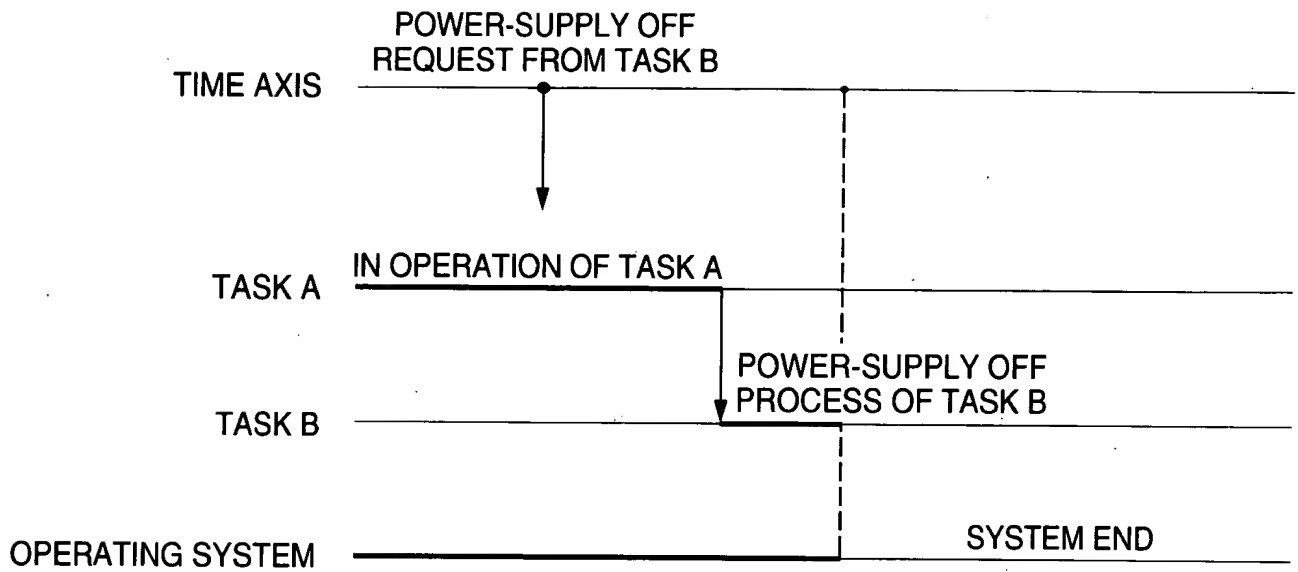 POWER-SUPPLY OFF
REQUEST FROM TASK B
TIME AXIS
IN OPERATION OF TASK A
TASK A
POWER-SUPPLY OFF
PROCESS OF TASK B
TASK B
SYSTEM END
OPERATING SYSTEM